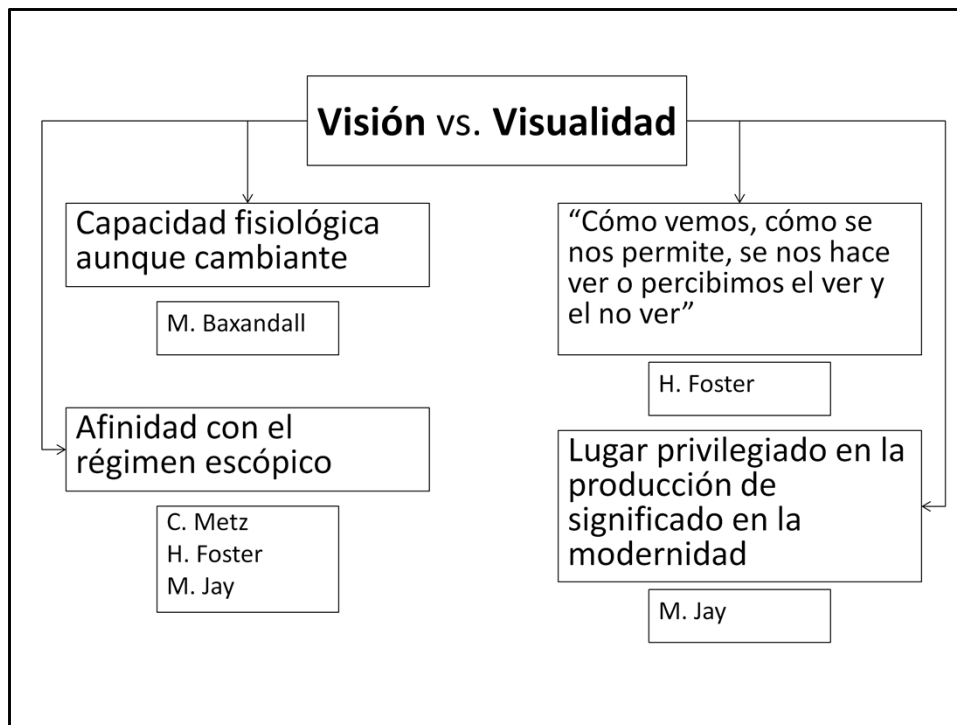 Visión vs. Visualidad
Capacidad fisiológica
aunque cambiante
M. Baxandall
Afinidad con el
régimen escópico
C. Metz
H. Foster
M. Jay
“Cómo vemos, cómo se
nos permite, se nos hace
ver o percibimos el ver y
el no ver”
H. Foster
Lugar privilegiado en la
producción de
significado en la
modernidad
M. Jay